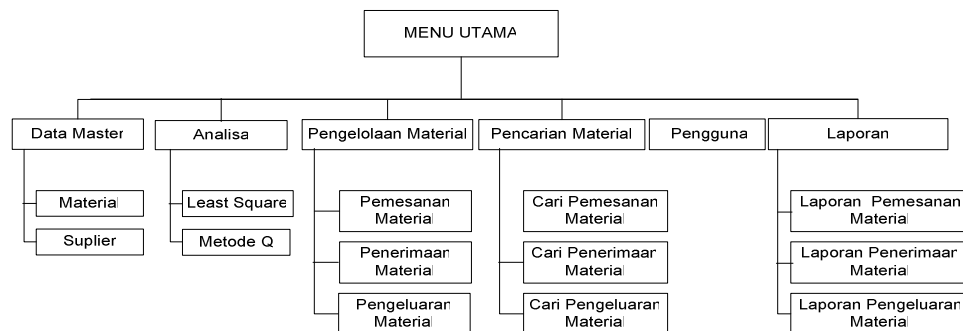 MENU UTAMA
Data Master
Analisa
Pengelolaan Material
Pencarian Material
Pengguna
Laporan
Material
Suplier
Least Square
Metode Q
Pemesanan
Material
Penerimaan
Material
Pengeluaran
Material
Cari Pemesanan
Material
Cari Penerimaan
Material
Cari Pengeluaran
Material
Laporan Pemesanan
Material
Laporan Penerimaan
Material
Laporan Pengeluaran
Material